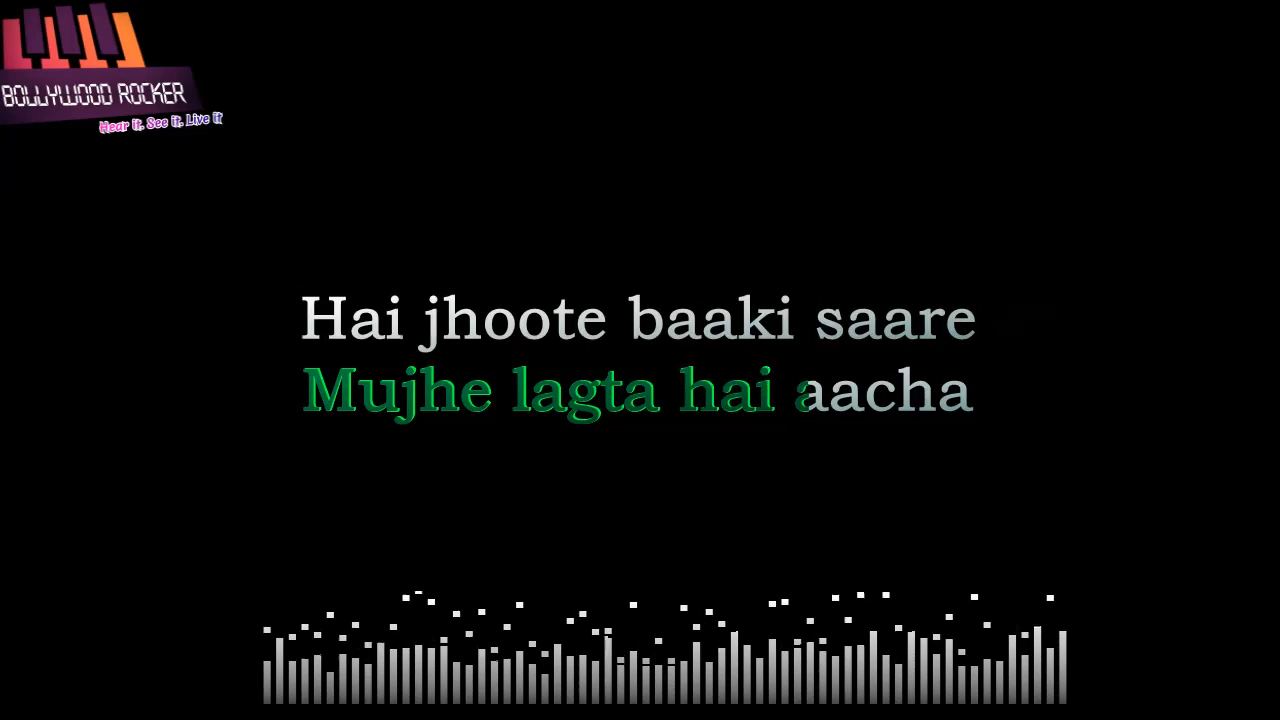 BOLLYWOOD ROCKER
Hear it. See it. Live it
Hai jhoote baaki saare
Mujhe lagta hai aacha